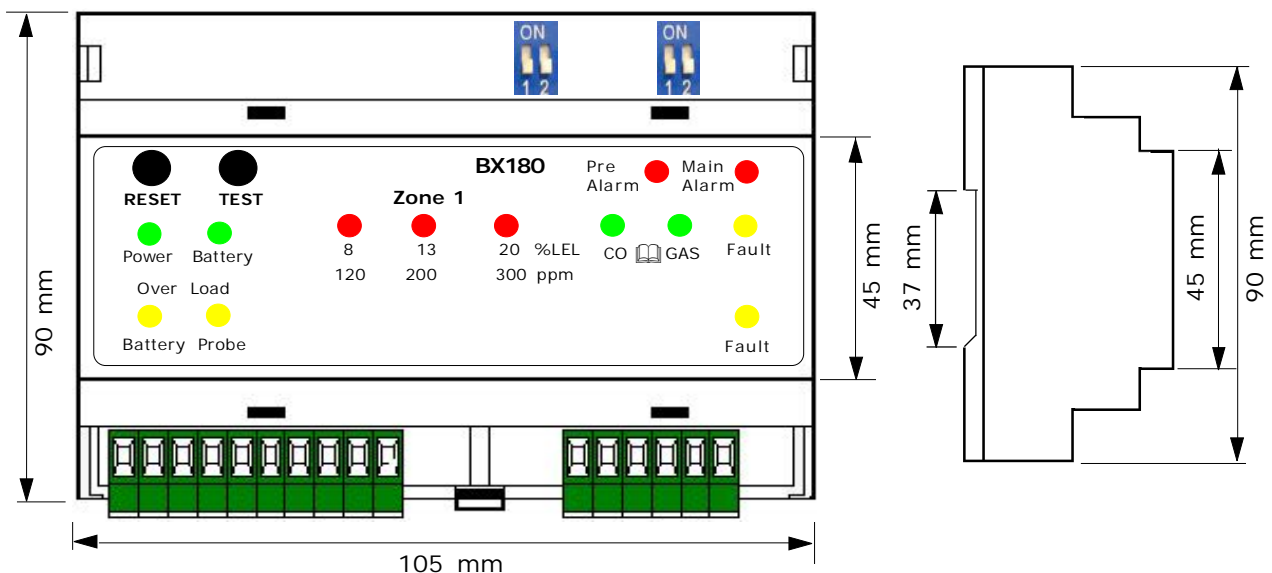 ON
1 2
ON
1 2
BX180
Pre Alarm
Main Alarm
RESET
TEST
Zone 1
Power
Battery
8 13 20 %LEL
120 200 300 ppm
CO GAS
Fault
Over Load
Battery
Probe
Fault
90 mm
45 mm
105 mm
37 mm
45 mm
90 mm